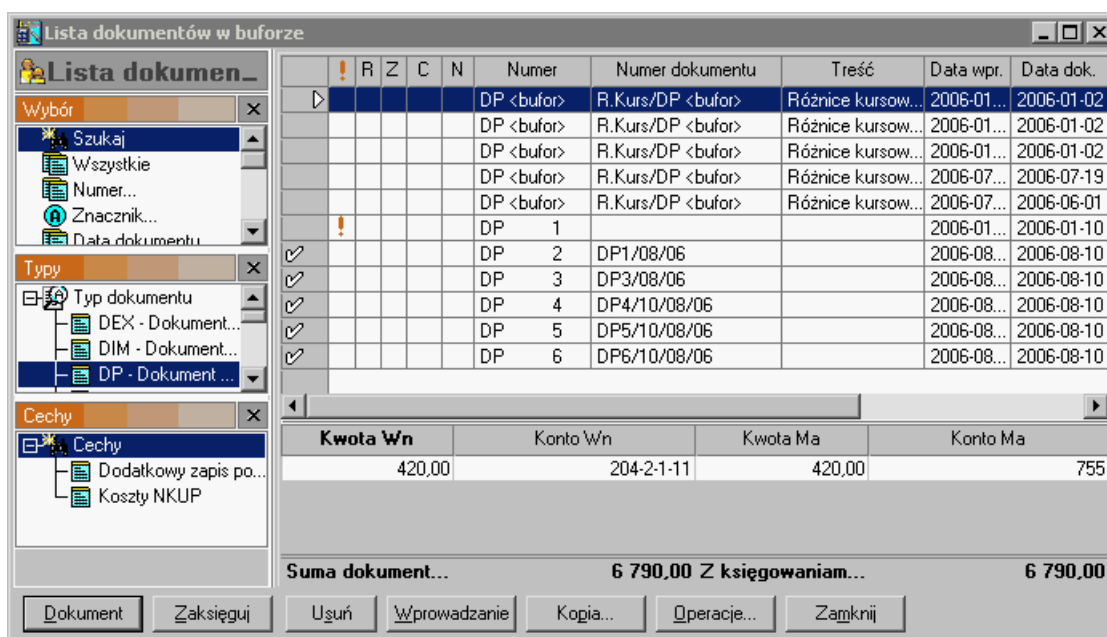 Lista dokumentów w buforze
Lista dokumen...
Wybór
Szukaj
Wszystkie
Numer...
Znacznik...
Data dokumentu
Typy
Typ dokumentu
DEX - Dokument...
DIM - Dokument...
DP - Dokument ...
Cechy
Cechy
Dodatkowy zapis po...
Koszty NKUP
! R Z C N Numer Numer dokumentu Treść Data wpr. Data dok.
DP <bufor> R.Kurs/DP <bufor> Różnice kursow... 2006-01... 2006-01-02
DP <bufor> R.Kurs/DP <bufor> Różnice kursow... 2006-01... 2006-01-02
DP <bufor> R.Kurs/DP <bufor> Różnice kursow... 2006-01... 2006-01-02
DP <bufor> R.Kurs/DP <bufor> Różnice kursow... 2006-07... 2006-07-19
DP <bufor> R.Kurs/DP <bufor> Różnice kursow... 2006-07... 2006-06-01
! DP 1 2006-01... 2006-01-10
DP 2 DP1/08/06 2006-08... 2006-08-10
DP 3 DP3/08/06 2006-08... 2006-08-10
DP 4 DP4/10/08/06 2006-08... 2006-08-10
DP 5 DP5/10/08/06 2006-08... 2006-08-10
DP 6 DP6/10/08/06 2006-08... 2006-08-10
Kwota Wn Konto Wn Kwota Ma Konto Ma
420,00 204-2-1-11 420,00 755
Suma dokument... 6 790,00 Z księgowaniam... 6 790,00
Dokument Zaksięguj Usuń Wprowadzanie Kopia... Operacje... Zamknij